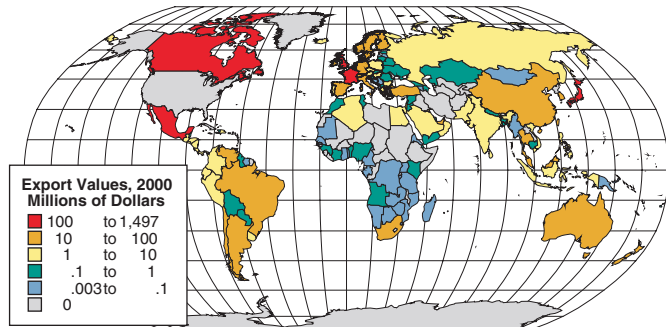 Export Values, 2000
Millions of Dollars
100 to 1,497
10 to 100
1 to 10
.1 to 1
.003 to .1
0